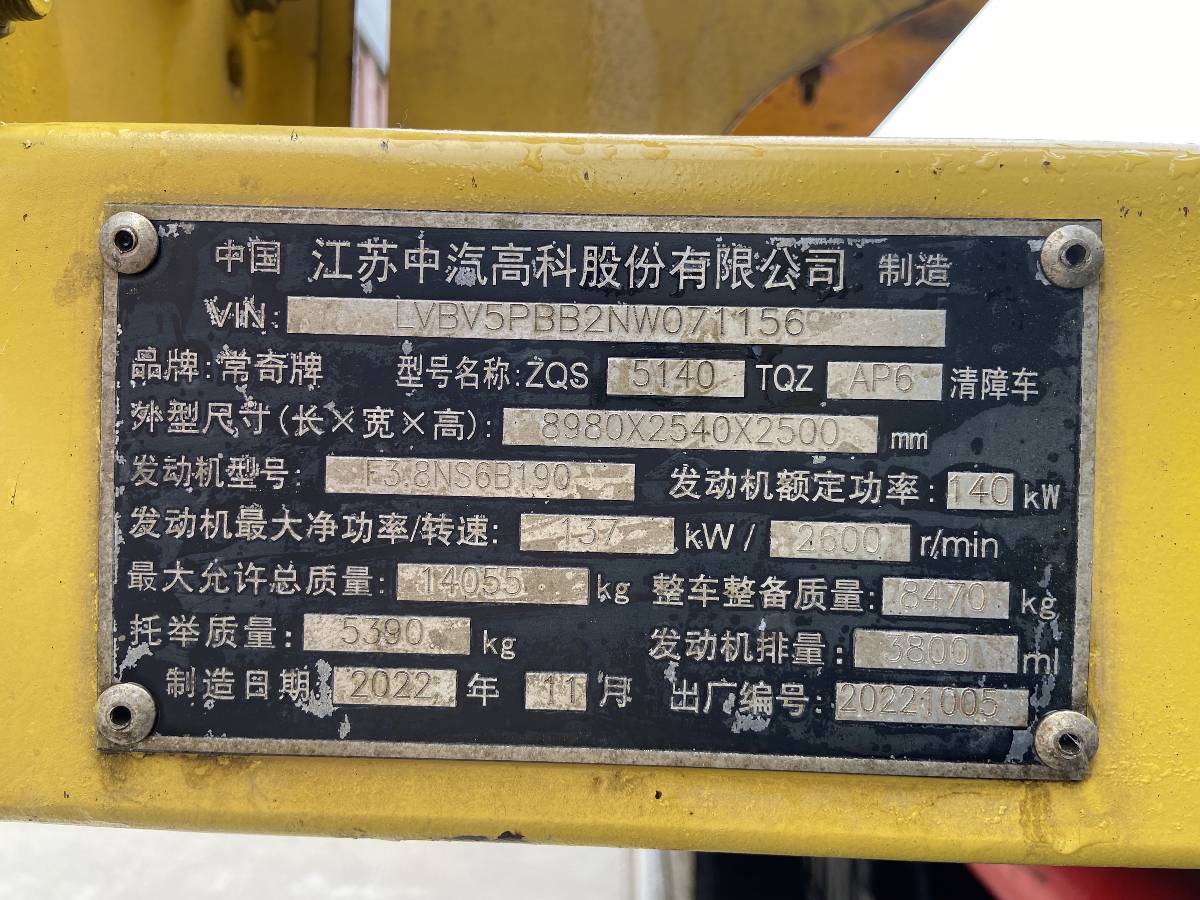 中国 江苏中汽高科股份有限公司 制造
VIN: LVBV5PBB2NW071156
品牌:常奇牌 型号名称:ZQS 5140 TQZ AP6 清障车
外型尺寸(长×宽×高): 8980X2540X2500 mm
发动机型号: F3.8NS6B190 发动机额定功率: 140 kW
发动机最大净功率/转速: 137 kW / 2600 r/min
最大允许总质量: 14055 kg 整车整备质量: 8470 kg
托举质量: 5390 kg 发动机排量: 3800 ml
制造日期 2022 年 11 月 出厂编号: 20221005